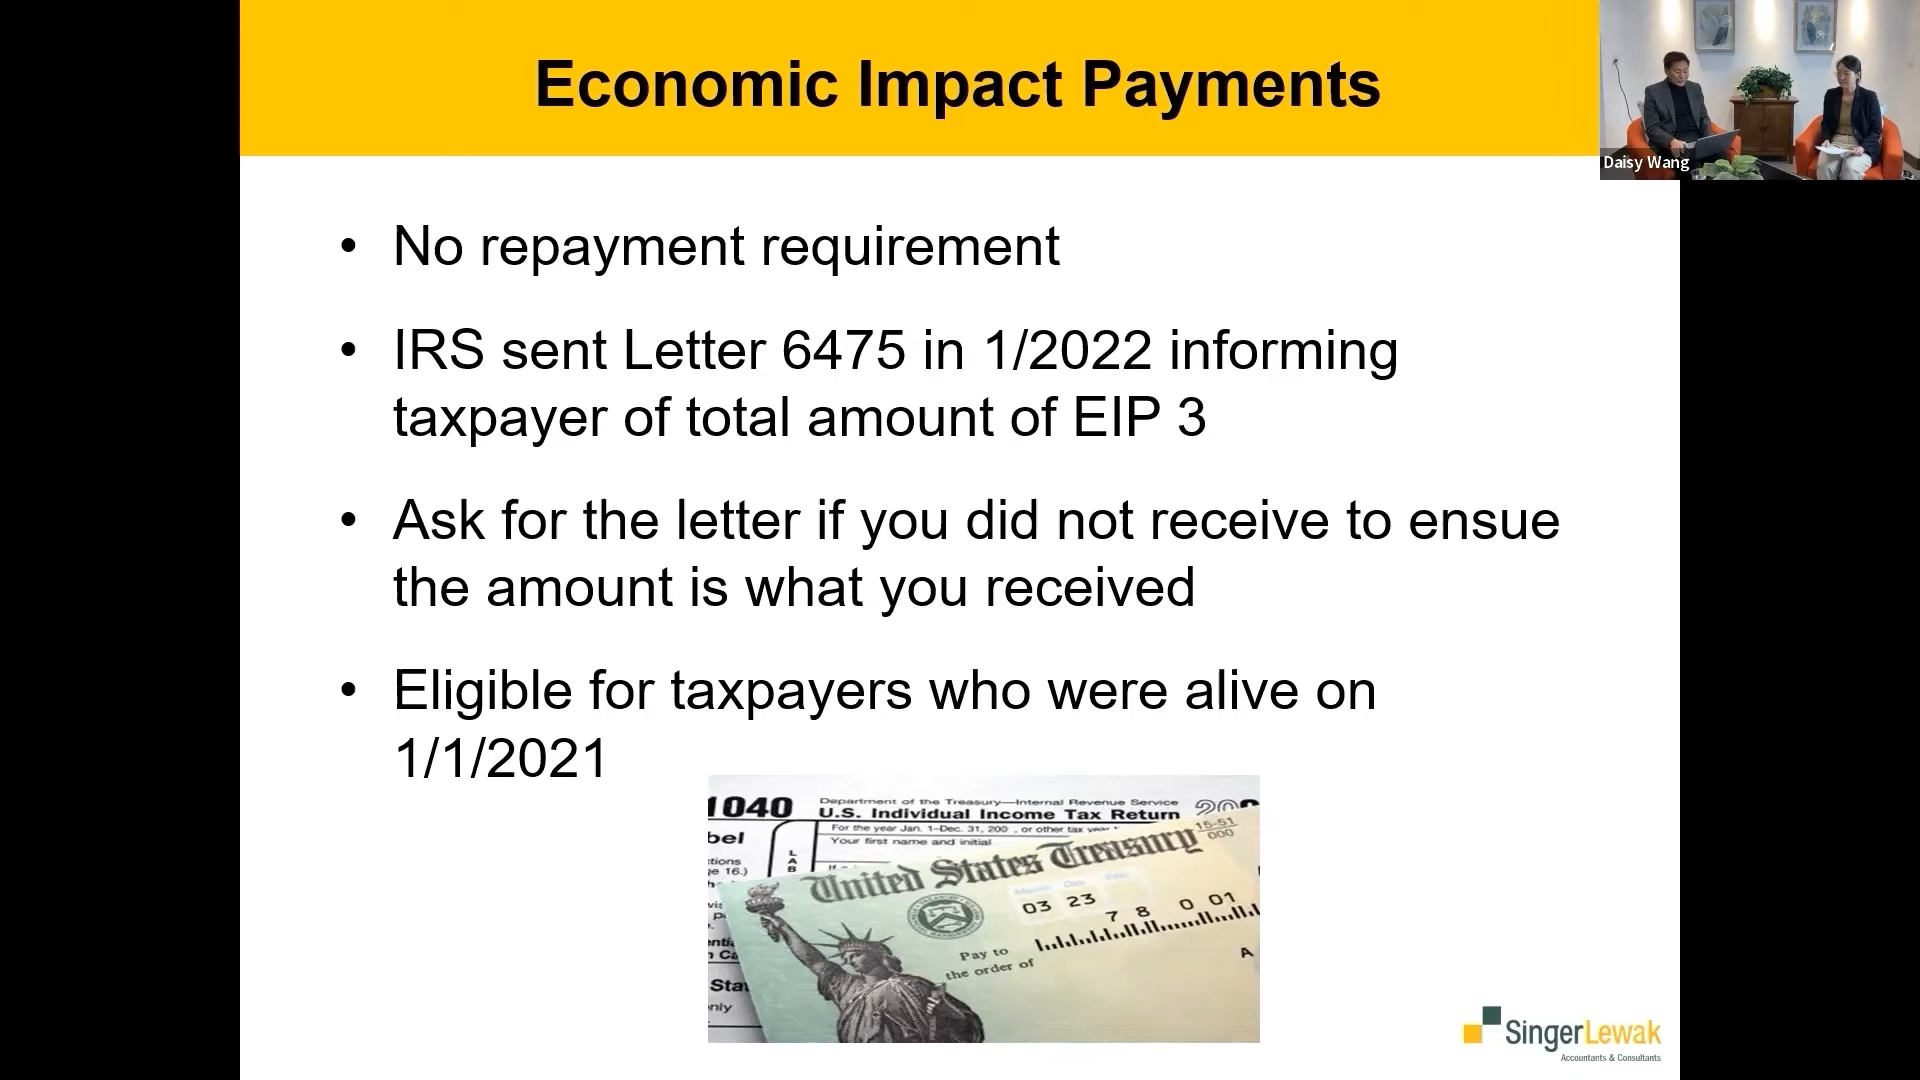 Economic Impact Payments
Daisy Wang
• No repayment requirement
• IRS sent Letter 6475 in 1/2022 informing
taxpayer of total amount of EIP 3
• Ask for the letter if you did not receive to ensue
the amount is what you received
• Eligible for taxpayers who were alive on
1/1/2021
1040
Department of the Treasury—Internal Revenue Service
U.S. Individual Income Tax Return
For the year Jan. 1–Dec. 31, 200 , or other tax
Your first name and initial
L
A
B
16.)
United States Treasury
15-51
000
03 23
7 8 0 01
Pay to
the order of
A
SingerLewak
Accountants & Consultants